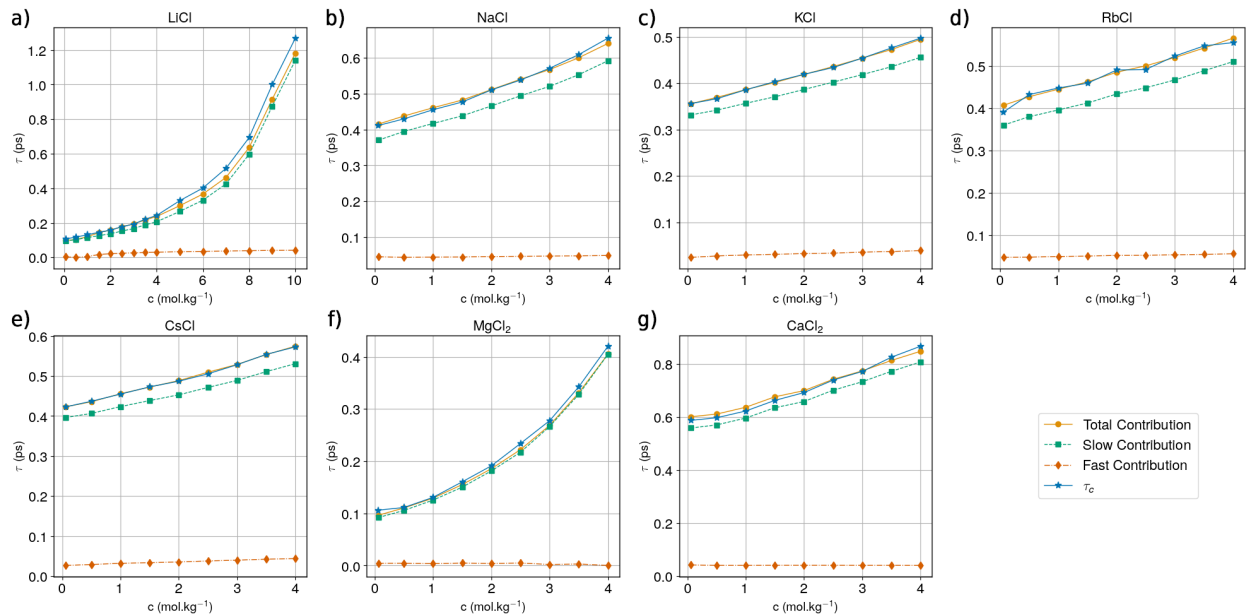 a)
LiCl
τ (ps)
1.2
1.0
0.8
0.6
0.4
0.2
0.0
0 2 4 6 8 10
c (mol.kg⁻¹)
b)
NaCl
τ (ps)
0.6
0.5
0.4
0.3
0.2
0.1
0 1 2 3 4
c (mol.kg⁻¹)
c)
KCl
τ (ps)
0.5
0.4
0.3
0.2
0.1
0 1 2 3 4
c (mol.kg⁻¹)
d)
RbCl
τ (ps)
0.5
0.4
0.3
0.2
0.1
0 1 2 3 4
c (mol.kg⁻¹)
e)
CsCl
τ (ps)
0.6
0.5
0.4
0.3
0.2
0.1
0.0
0 1 2 3 4
c (mol.kg⁻¹)
f)
MgCl₂
τ (ps)
0.4
0.3
0.2
0.1
0.0
0 1 2 3 4
c (mol.kg⁻¹)
g)
CaCl₂
τ (ps)
0.8
0.6
0.4
0.2
0.0
0 1 2 3 4
c (mol.kg⁻¹)
Total Contribution
Slow Contribution
Fast Contribution
τ_c